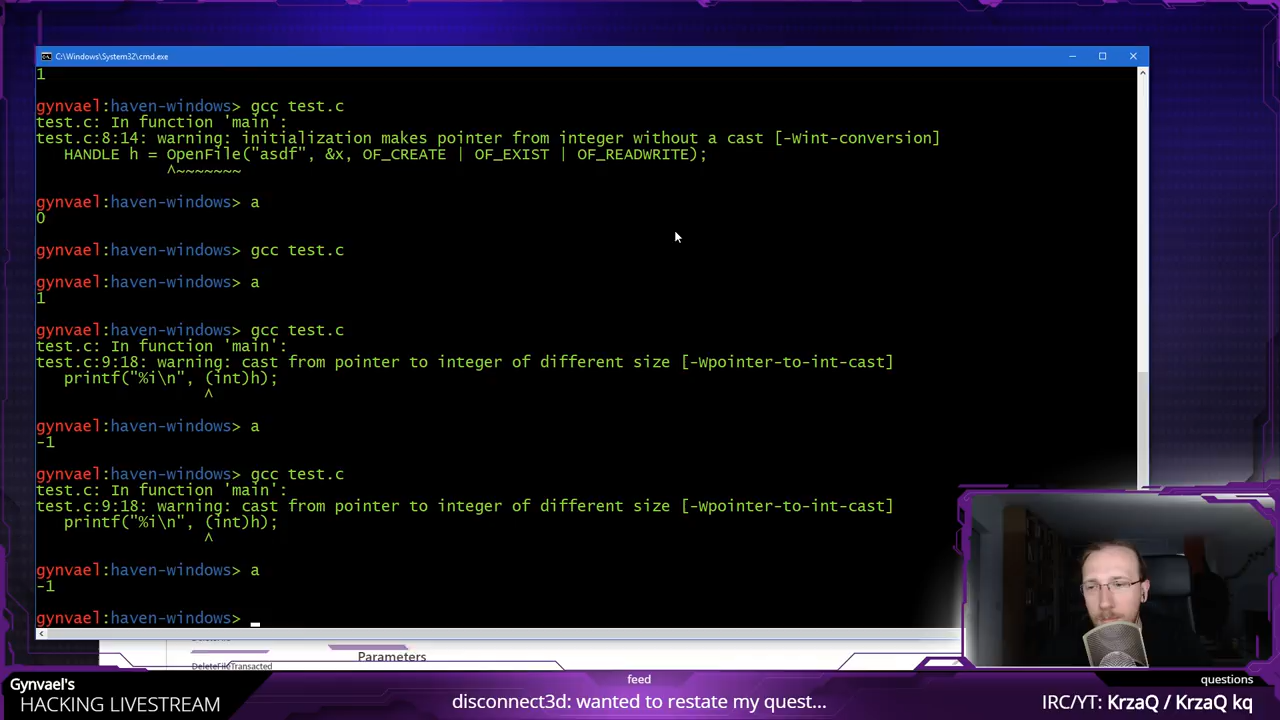 C:\Windows\System32\cmd.exe
1
gynvael:haven-windows> gcc test.c
test.c: In function 'main':
test.c:8:14: warning: initialization makes pointer from integer without a cast [-Wint-conversion]
HANDLE h = OpenFile("asdf", &x, OF_CREATE | OF_EXIST | OF_READWRITE);
^~~~~~~~
gynvael:haven-windows> a
0
gynvael:haven-windows> gcc test.c
gynvael:haven-windows> a
1
gynvael:haven-windows> gcc test.c
test.c: In function 'main':
test.c:9:18: warning: cast from pointer to integer of different size [-Wpointer-to-int-cast]
printf("%i\n", (int)h);
^
gynvael:haven-windows> a
-1
gynvael:haven-windows> gcc test.c
test.c: In function 'main':
test.c:9:18: warning: cast from pointer to integer of different size [-Wpointer-to-int-cast]
printf("%i\n", (int)h);
^
gynvael:haven-windows> a
-1
gynvael:haven-windows>
Parameters
DeleteFileTransacted
Gynvael's
HACKING LIVESTREAM
feed
disconnect3d: wanted to restate my quest...
questions
IRC/YT: KrzaQ / KrzaQ kq